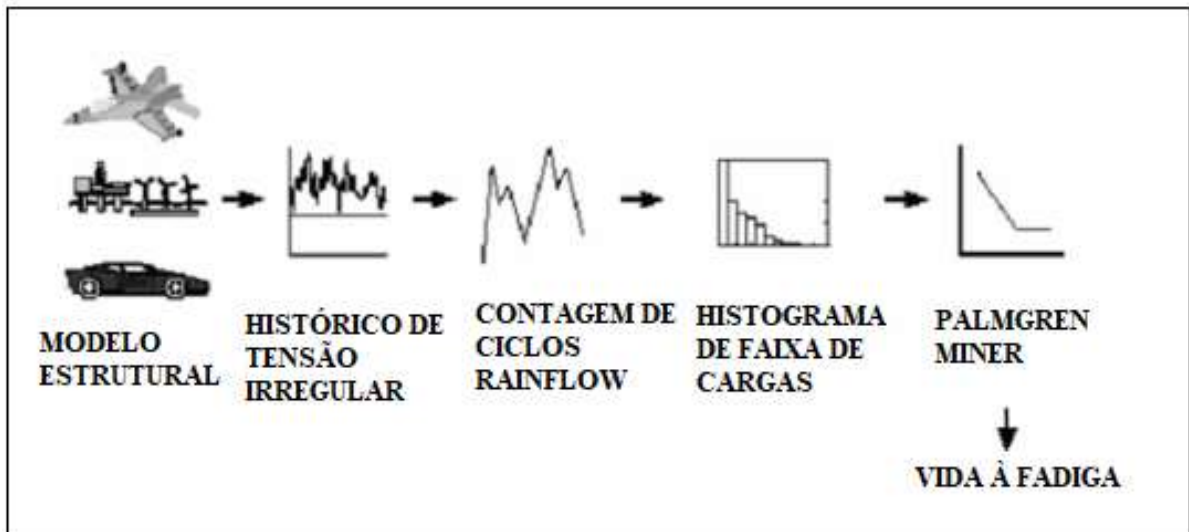 MODELO
ESTRUTURAL
HISTÓRICO DE
TENSÃO
IRREGULAR
CONTAGEM DE
CICLOS
RAINFLOW
HISTOGRAMA
DE FAIXA DE
CARGAS
PALMGREN
MINER
VIDA À FADIGA